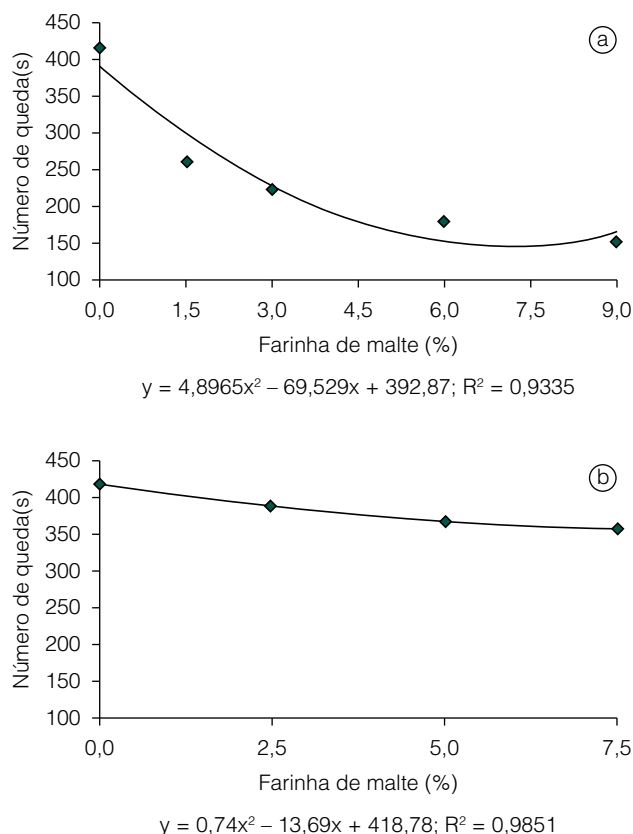 450
400
350
300
250
200
150
100
Número de queda(s)
a
0,0 1,5 3,0 4,5 6,0 7,5 9,0
Farinha de malte (%)
y = 4,8965x² – 69,529x + 392,87; R² = 0,9335
450
400
350
300
250
200
150
100
Número de queda(s)
b
0,0 2,5 5,0 7,5
Farinha de malte (%)
y = 0,74x² – 13,69x + 418,78; R² = 0,9851